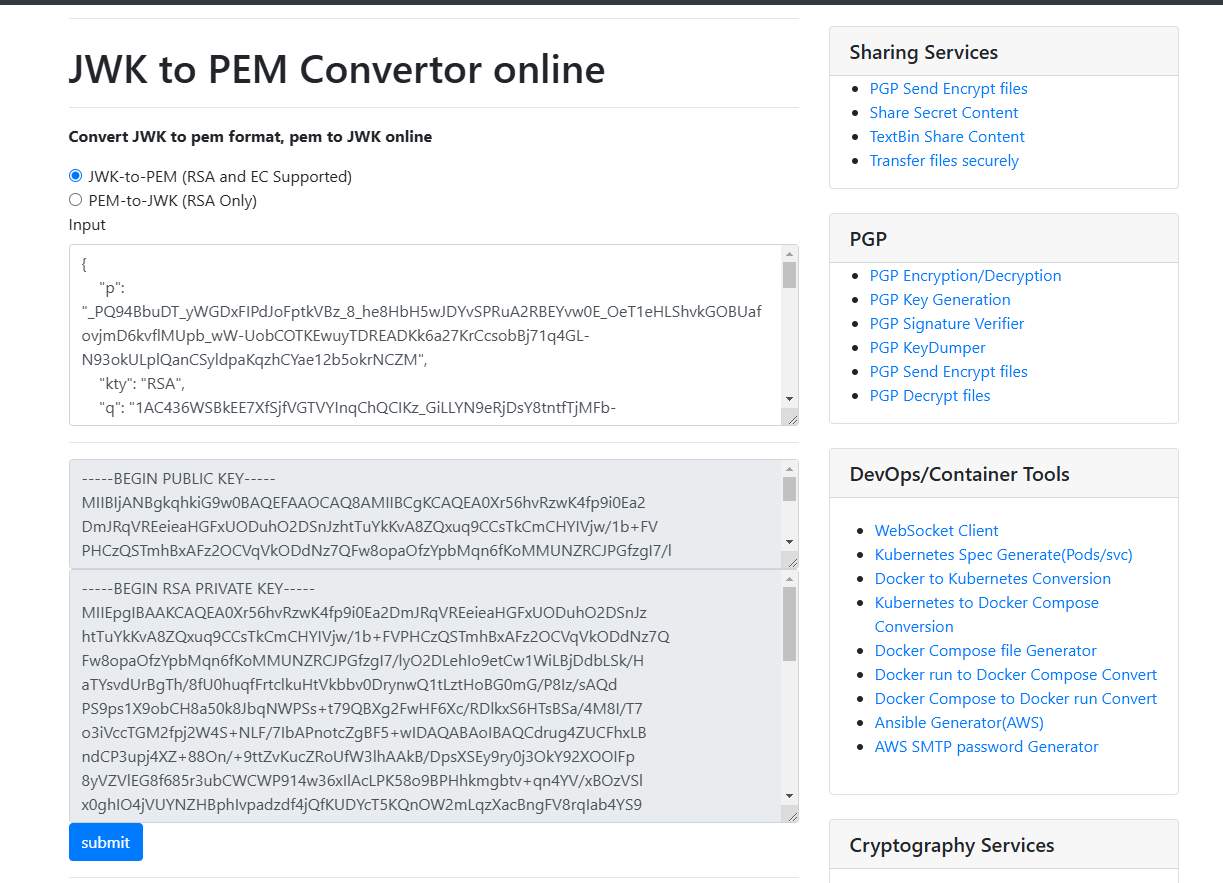 JWK to PEM Convertor online
Convert JWK to pem format, pem to JWK online
JWK-to-PEM (RSA and EC Supported)
PEM-to-JWK (RSA Only)
Input
{
"p":
"_PQ94BbuDT_yWGDxFIPdJoFptkVBz_8_he8HbH5wJDYvSPRuA2RBEYvw0E_OeT1eHLShvkGOBUaf
ovjmD6kvflMUpb_wW-UobCOTKEwuyTDREADKk6a27KrCcsobBj71q4GL-
N93okULplQanCSyldpaKqzhCYae12b5okrNCZM",
"kty": "RSA",
"q": "1AC436WSBkEE7XfSjfVGTVYInqChQCIKz_GiLLYN9eRjDsY8tntfTjMFb-
-----BEGIN PUBLIC KEY-----
MIIBIjANBgkqhkiG9w0BAQEFAAOCAQ8AMIIBCgKCAQEA0Xr56hvRzwK4fp9i0Ea2
DmJRqVREeieaHGFxUODuhO2DSnJzhtTuYkKvA8ZQxuq9CCsTkCmCHYIVjw/1b+FV
PHCzQSTmhBxAFz2OCVqVkODdNz7QFw8opaOfzYpbMqn6fKoMMUNZRCJPGfzgI7/l
-----BEGIN RSA PRIVATE KEY-----
MIIEpgIBAAKCAQEA0Xr56hvRzwK4fp9i0Ea2DmJRqVREeieaHGFxUODuhO2DSnJz
htTuYkKvA8ZQxuq9CCsTkCmCHYIVjw/1b+FVPHCzQSTmhBxAFz2OCVqVkODdNz7Q
Fw8opaOfzYpbMqn6fKoMMUNZRCJPGfzgI7/lyO2DLehIo9etCw1WiLBjDdbLSk/H
aTYsvdUrBgTh/8fU0huqfFrtclkuHtVkbbv0DrynwQ1tLztHoBG0mG/P8Iz/sAQd
PS9ps1X9obCH8a50k8JbqNWPSs+t79QBXg2FwHF6Xc/RDlkxS6HTsBSa/4M8I/T7
o3iVccTGM2fpj2W4S+NLF/7IbAPnotcZgBF5+wIDAQABAoIBAQCdrug4ZUCFhxLB
ndCP3upj4XZ+88On/+9ttZvKucZRoUfW3lhAAkB/DpsXSEy9ry0j3OkY92XOOIFp
8yVZVlEG8f685r3ubCWCWP914w36xIlAcLPK58o9BPHhkmgbtv+qn4YV/xBOzVSl
x0ghIO4jVUYNZHBphIvpadzdf4jQfKUDYcT5KQnOW2mLqzXacBngFV8rqIab4YS9
submit
Sharing Services
PGP Send Encrypt files
Share Secret Content
TextBin Share Content
Transfer files securely
PGP
PGP Encryption/Decryption
PGP Key Generation
PGP Signature Verifier
PGP KeyDumper
PGP Send Encrypt files
PGP Decrypt files
DevOps/Container Tools
WebSocket Client
Kubernetes Spec Generate(Pods/svc)
Docker to Kubernetes Conversion
Kubernetes to Docker Compose
Conversion
Docker Compose file Generator
Docker run to Docker Compose Convert
Docker Compose to Docker run Convert
Ansible Generator(AWS)
AWS SMTP password Generator
Cryptography Services